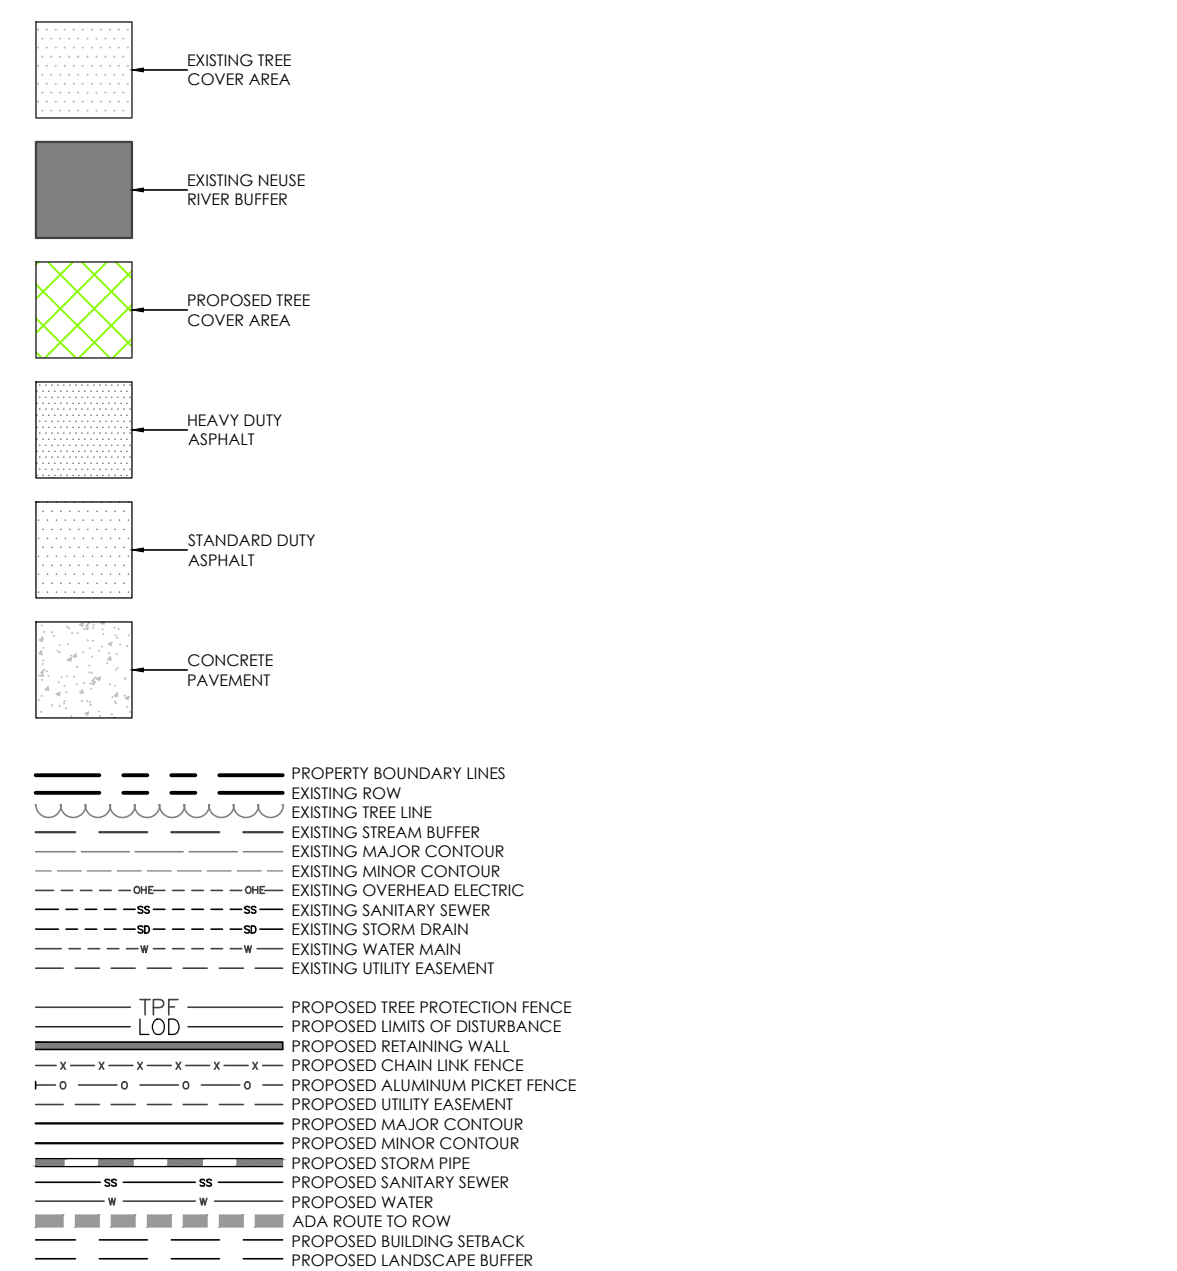 EXISTING TREE
COVER AREA
EXISTING NEUSE
RIVER BUFFER
PROPOSED TREE
COVER AREA
HEAVY DUTY
ASPHALT
STANDARD DUTY
ASPHALT
CONCRETE
PAVEMENT
PROPERTY BOUNDARY LINES
EXISTING ROW
EXISTING TREE LINE
EXISTING STREAM BUFFER
EXISTING MAJOR CONTOUR
EXISTING MINOR CONTOUR
OHE OHE EXISTING OVERHEAD ELECTRIC
SS SS EXISTING SANITARY SEWER
SD SD EXISTING STORM DRAIN
W W EXISTING WATER MAIN
EXISTING UTILITY EASEMENT
TPF PROPOSED TREE PROTECTION FENCE
LOD PROPOSED LIMITS OF DISTURBANCE
PROPOSED RETAINING WALL
X X X X X X PROPOSED CHAIN LINK FENCE
O O O O PROPOSED ALUMINUM PICKET FENCE
PROPOSED UTILITY EASEMENT
PROPOSED MAJOR CONTOUR
PROPOSED MINOR CONTOUR
PROPOSED STORM PIPE
SS SS PROPOSED SANITARY SEWER
W W PROPOSED WATER
ADA ROUTE TO ROW
PROPOSED BUILDING SETBACK
PROPOSED LANDSCAPE BUFFER